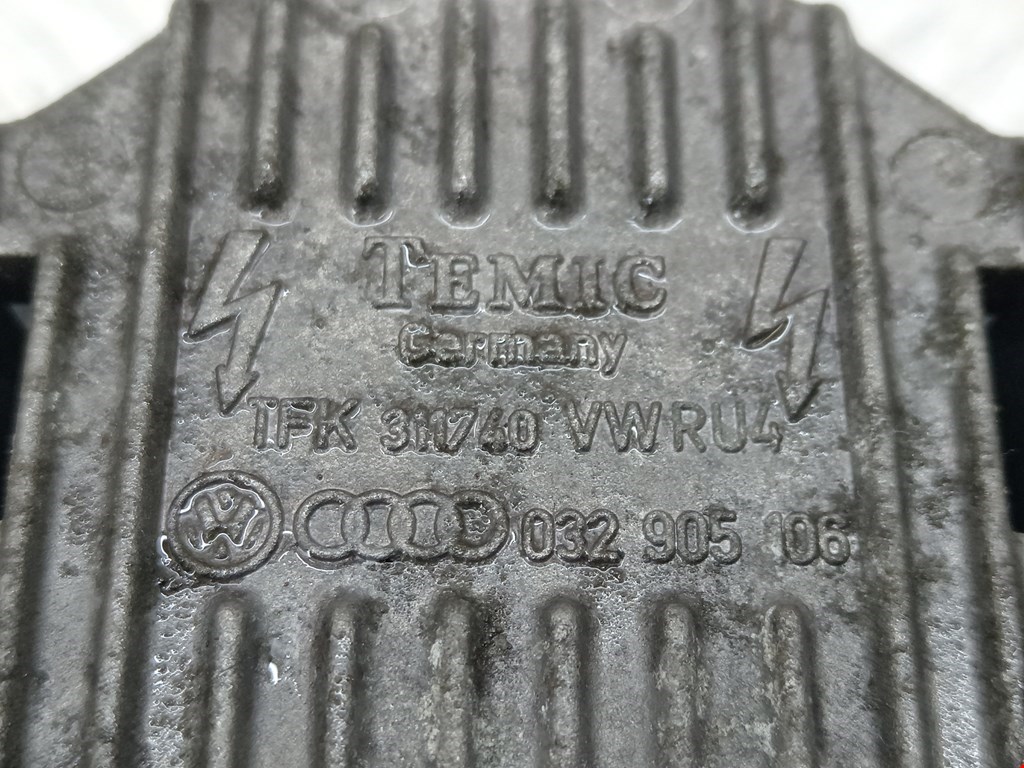 TEMIC
Germany
TFK 311740 VWRU4
032 905 106